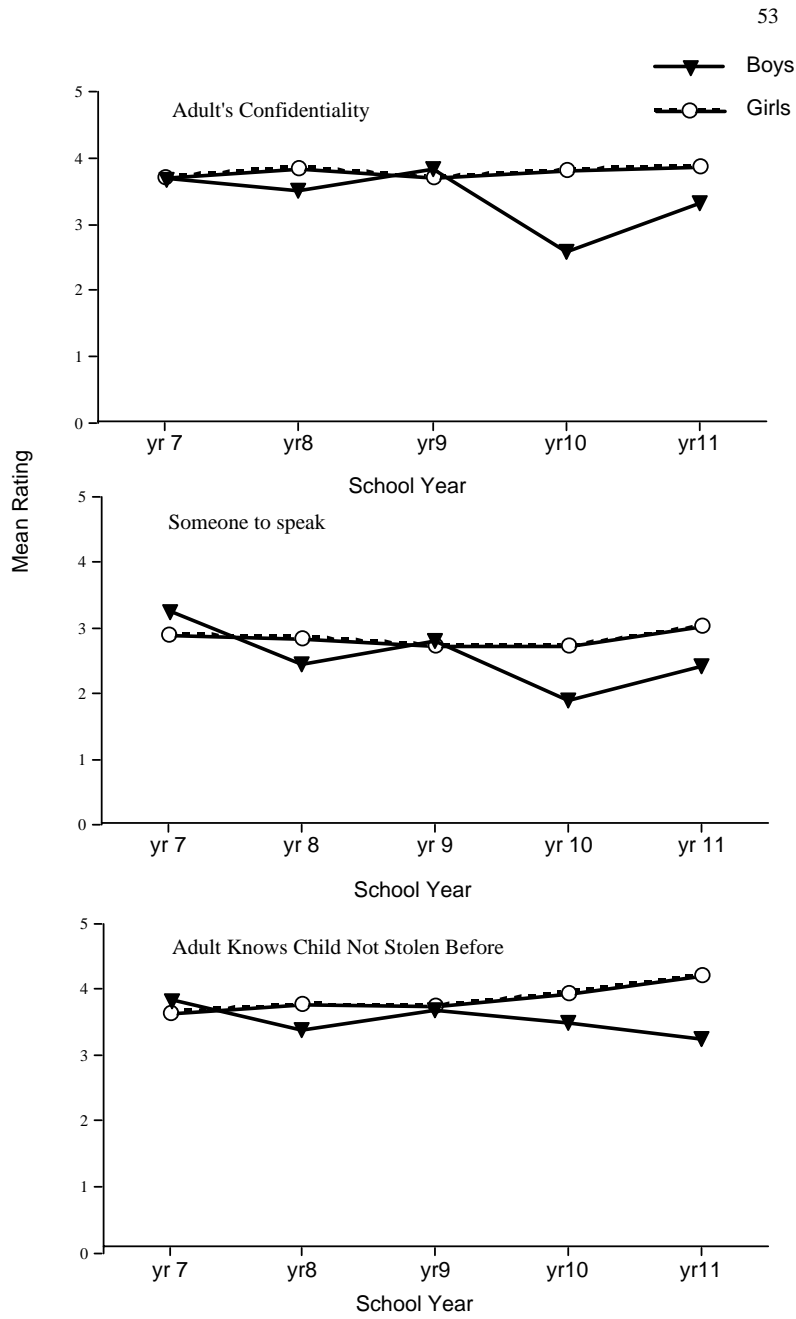 53
Boys
Girls
Adult's Confidentiality
5
4
3
2
1
0
yr 7 yr8 yr9 yr10 yr11
School Year
Mean Rating
Someone to speak
5
4
3
2
1
0
yr 7 yr 8 yr 9 yr 10 yr 11
School Year
Adult Knows Child Not Stolen Before
5
4
3
2
1
0
yr 7 yr8 yr9 yr10 yr11
School Year